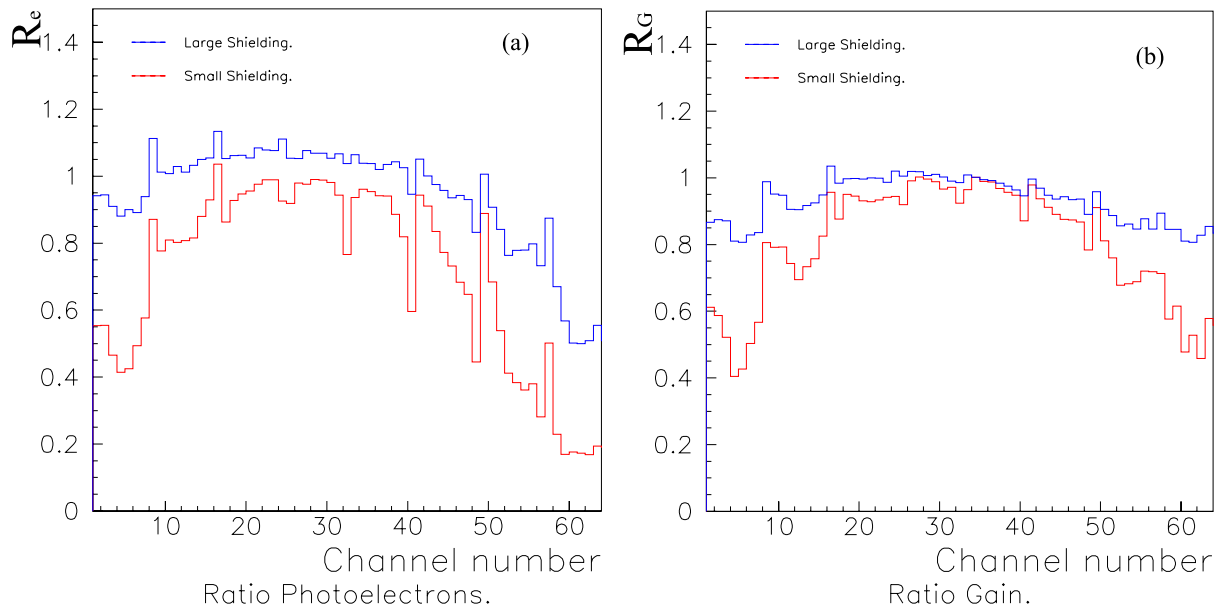 R_e
1.4
1.2
1
0.8
0.6
0.4
0.2
0
Large Shielding.
Small Shielding.
(a)
10 20 30 40 50 60
Channel number
Ratio Photoelectrons.
R_G
1.4
1.2
1
0.8
0.6
0.4
0.2
0
Large Shielding.
Small Shielding.
(b)
10 20 30 40 50 60
Channel number
Ratio Gain.